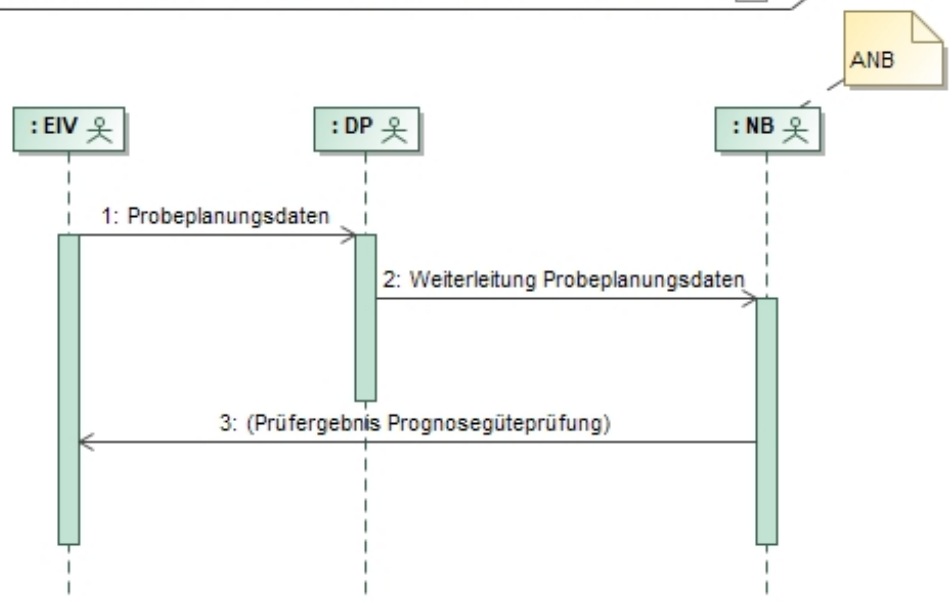 ANB
: EIV
: DP
: NB
1: Probeplanungsdaten
2: Weiterleitung Probeplanungsdaten
3: (Prüfergebnis Prognosegüteprüfung)